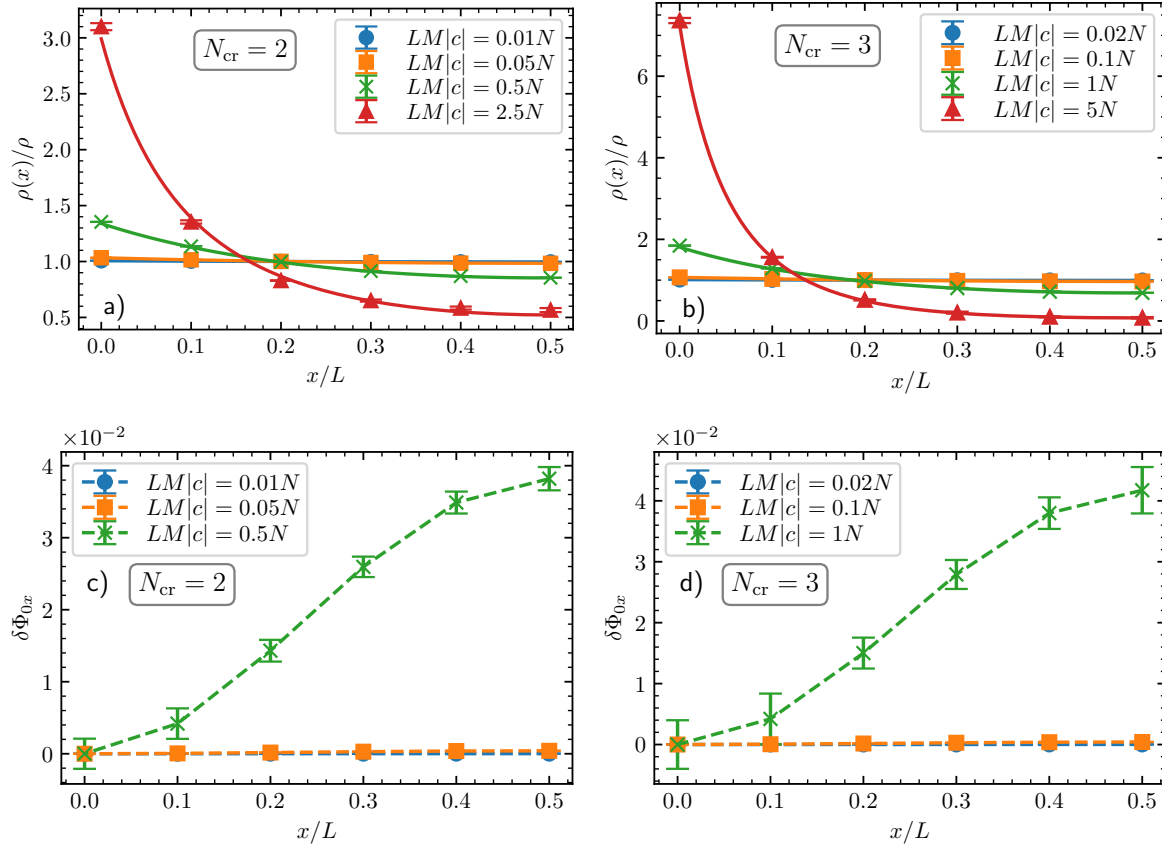 N_cr = 2
LM|c| = 0.01N
LM|c| = 0.05N
LM|c| = 0.5N
LM|c| = 2.5N
3.0
2.5
2.0
1.5
1.0
0.5
ρ(x)/ρ
a)
0.0 0.1 0.2 0.3 0.4 0.5
x/L
N_cr = 3
LM|c| = 0.02N
LM|c| = 0.1N
LM|c| = 1N
LM|c| = 5N
6
4
2
0
ρ(x)/ρ
b)
0.0 0.1 0.2 0.3 0.4 0.5
x/L
×10⁻²
LM|c| = 0.01N
LM|c| = 0.05N
LM|c| = 0.5N
c)
N_cr = 2
4
3
2
1
0
δΦ₀ₓ
0.0 0.1 0.2 0.3 0.4 0.5
x/L
×10⁻²
LM|c| = 0.02N
LM|c| = 0.1N
LM|c| = 1N
d)
N_cr = 3
4
2
0
δΦ₀ₓ
0.0 0.1 0.2 0.3 0.4 0.5
x/L